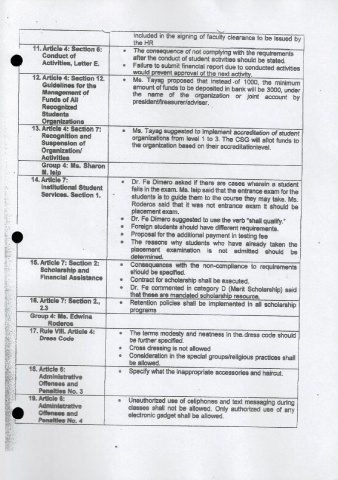 included in the signing of faculty clearance to be issued by
the HR
11. Article 4: Section 6:
Conduct of
Activities, Letter E.
• The consequence of not complying with the requirements
after the conduct of student activities should be stated.
• Failure to submit financial report due to conducted activities
would prevent approval of the next activity.
12. Article 4: Section 12.
Guidelines for the
Management of
Funds of All
Recognized
Students
Organizations
• Ms. Tayag proposed that instead of 1000, the minimum
amount of funds to be deposited in bank will be 3000, under
the name of the organization or joint account by
president/treasurer/adviser.
13. Article 4: Section 7:
Recognition and
Suspension of
Organization/
Activities
• Ms. Tayag suggested to implement accreditation of student
organisations from level 1 to 3. The CSG will allot funds to
the organization based on their accreditationlevel.
Group 4: Ms. Sharon
M. Isip
14. Article 7:
Institutional Student
Services. Section 1.
• Dr. Fe Dimero asked if there are cases wherein a student
fails in the exam. Ms. Isip said that the entrance exam for the
students is to guide them to the course they may take. Ms.
Roderos said that it was not entrance exam it should be
placement exam.
• Dr. Fe Dimero suggested to use the verb "shall qualify."
• Foreign students should have different requirements.
• Proposal for the additional payment in testing fee
• The reasons why students who have already taken the
placement examination is not admitted should be
determined.
15. Article 7: Section 2:
Scholarship and
Financial Assistance
• Consequences with the non-compliance to requirements
should be specified.
• Contract for scholarship shall be executed.
• Dr. Fe commented in category D (Merit Scholarship) said
that these are mandated scholarship resource.
16. Article 7: Section 2.,
2.3
• Retention policies shall be implemented in all scholarship
programs
Group 4: Ms. Edwina
Roderos
17. Rule VIII. Article 4:
Dress Code
• The terms modesty and neatness in the dress code should
be further specified.
• Cross dressing is not allowed
• Consideration in the special groups/religious practices shall
be allowed.
18. Article 6:
Administrative
Offenses and
Penalties No. 3
• Specify what the inappropriate accessories and haircut.
19. Article 6:
Administrative
Offenses and
Penalties No. 4
• Unauthorized use of cellphones and text messaging during
classes shall not be allowed. Only authorized use of any
electronic gadget shall be allowed.